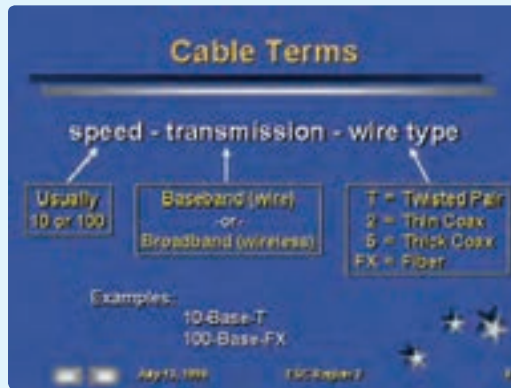 Cable Terms
speed - transmission - wire type
Usually
10 or 100
Baseband (wire)
-or-
Broadband (wireless)
T = Twisted Pair
2 = Thin Coax
5 = Thick Coax
FX = Fiber
Examples:
10-Base-T
100-Base-FX